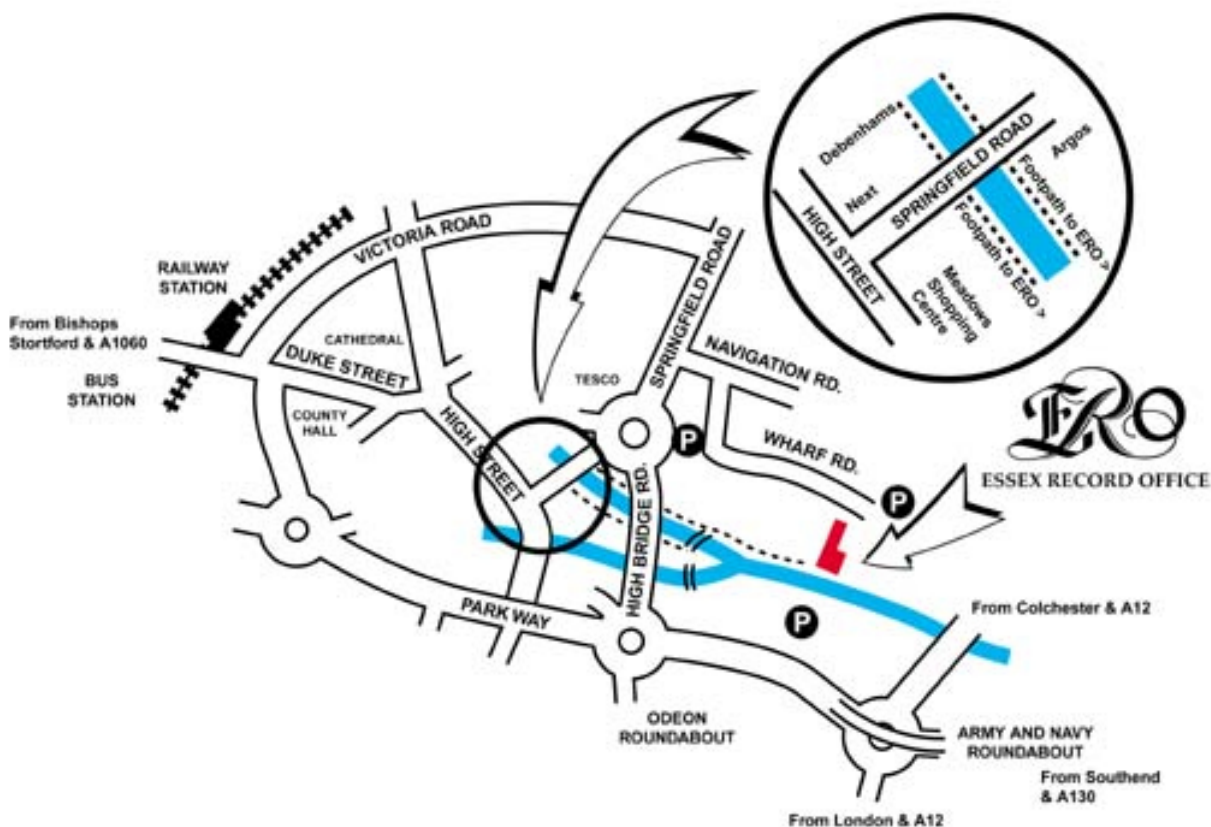 Debenhams
Next
SPRINGFIELD ROAD
Argos
HIGH STREET
Footpath to ERO >
Footpath to ERO >
Meadows
Shopping
Centre
VICTORIA ROAD
RAILWAY
STATION
From Bishops
Stortford & A1060
BUS
STATION
CATHEDRAL
DUKE STREET
COUNTY
HALL
HIGH STREET
TESCO
SPRINGFIELD ROAD
NAVIGATION RD.
P
WHARF RD.
P
ERO
ESSEX RECORD OFFICE
HIGH BRIDGE RD.
PARK WAY
P
From Colchester & A12
ODEON
ROUNDABOUT
ARMY AND NAVY
ROUNDABOUT
From Southend
& A130
From London & A12